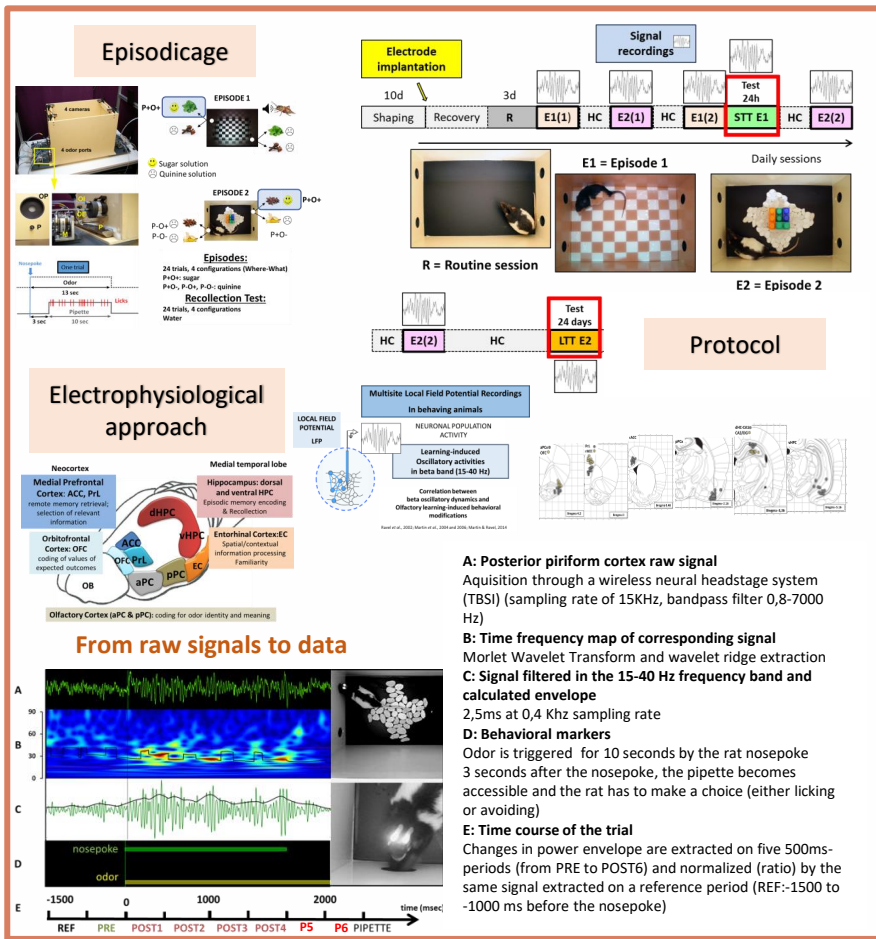 Episodicage
4 cameras
4 odor ports
P+O+
EPISODE 1
Sugar solution
Quinine solution
OP
P
EPISODE 2
P+O+
P-O+
P-O-
P+O-
Nosepoke
One trial
Odor
13 sec
Licks
Pipette
3 sec
10 sec
Episodes:
24 trials, 4 configurations (Where-What)
P+O+: sugar
P+O-, P-O+, P-O-: quinine
Recollection Test:
24 trials, 4 configurations
Water
Electrode
implantation
Signal
recordings
10d
3d
Test
24h
Shaping
Recovery
R
E1(1)
HC
E2(1)
HC
E1(2)
STT E1
HC
E2(2)
E1 = Episode 1
Daily sessions
R = Routine session
E2 = Episode 2
Test
24 days
HC
E2(2)
HC
LTT E2
Protocol
Electrophysiological
approach
Neocortex
Medial temporal lobe
Medial Prefrontal
Cortex: ACC, PrL
remote memory retrieval;
selection of relevant
information
Hippocampus: dorsal
and ventral HPC
Episodic memory encoding
& Recollection
Orbitofrontal
Cortex: OFC
coding of values of
expected outcomes
Entorhinal Cortex:EC
Spatial/contextual
information processing
Familiarity
dHPC
vHPC
ACC
PrL
OFC
EC
aPC
pPC
OB
Olfactory Cortex (aPC & pPC): coding for odor identity and meaning
LOCAL FIELD
POTENTIAL
LFP
Multisite Local Field Potential Recordings
In behaving animals
NEURONAL POPULATION
ACTIVITY
Learning-induced
Oscillatory activities
in beta band (15-40 Hz)
Correlation between
beta oscillatory dynamics and
Olfactory learning-induced behavioral
modifications
Ravel et al., 2003; Martin et al., 2004 and 2006; Martin & Ravel, 2014
From raw signals to data
A
90
B
60
30
0
C
D
nosepoke
odor
E
-1500
0
1000
2000
time (msec)
REF
PRE
POST1
POST2
POST3
POST4
P5
P6
PIPETTE
A: Posterior piriform cortex raw signal
Aquisition through a wireless neural headstage system
(TBSI) (sampling rate of 15KHz, bandpass filter 0,8-7000
Hz)
B: Time frequency map of corresponding signal
Morlet Wavelet Transform and wavelet ridge extraction
C: Signal filtered in the 15-40 Hz frequency band and
calculated envelope
2,5ms at 0,4 Khz sampling rate
D: Behavioral markers
Odor is triggered for 10 seconds by the rat nosepoke
3 seconds after the nosepoke, the pipette becomes
accessible and the rat has to make a choice (either licking
or avoiding)
E: Time course of the trial
Changes in power envelope are extracted on five 500ms-
periods (from PRE to POST6) and normalized (ratio) by the
same signal extracted on a reference period (REF:-1500 to
-1000 ms before the nosepoke)